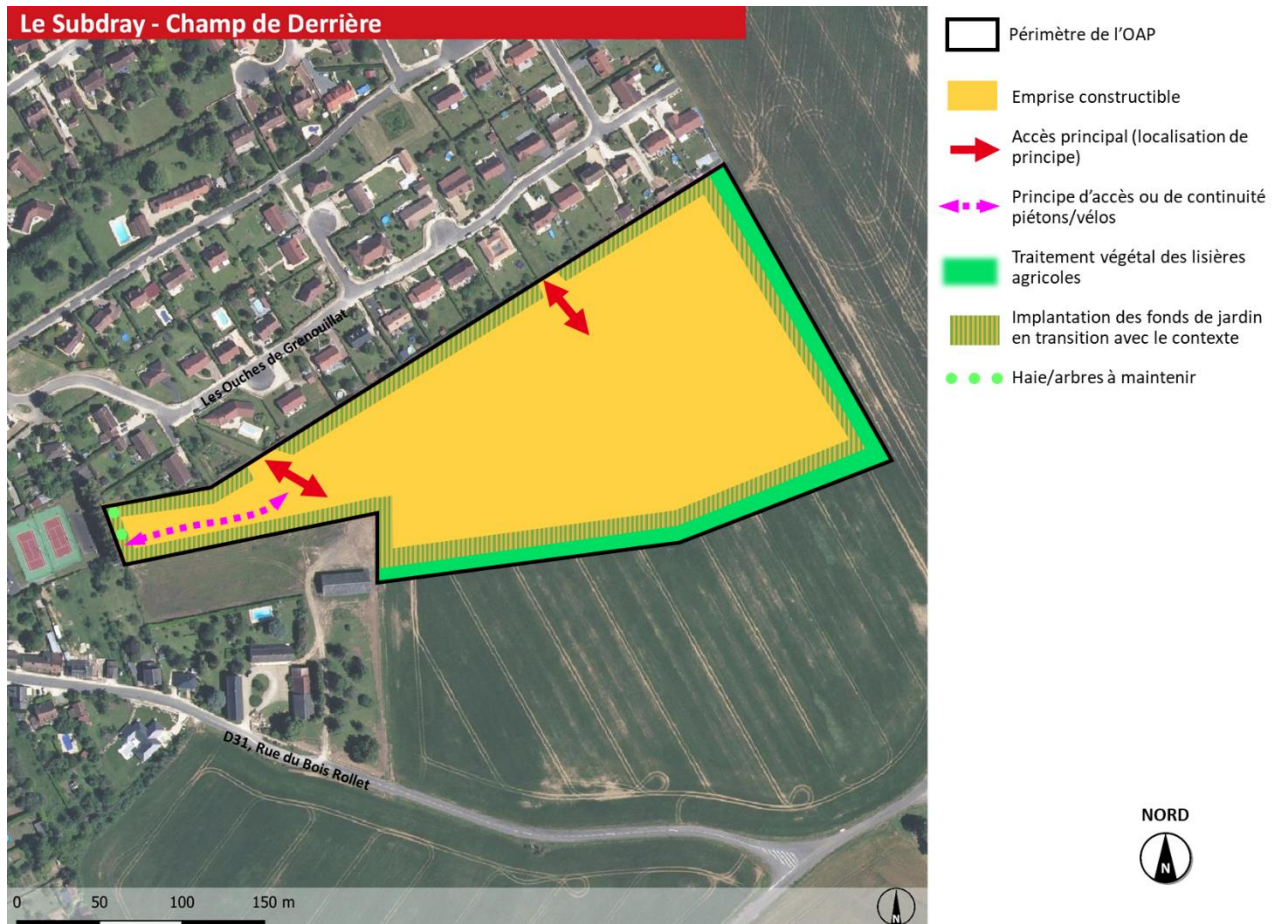 Le Subdray - Champ de Derrière
Les Ouches de Grenouillat
D31, Rue du Bois Rollet
0 50 100 150 m
N
Périmètre de l'OAP
Emprise constructible
Accès principal (localisation de
principe)
Principe d'accès ou de continuité
piétons/vélos
Traitement végétal des lisières
agricoles
Implantation des fonds de jardin
en transition avec le contexte
Haie/arbres à maintenir
NORD
N